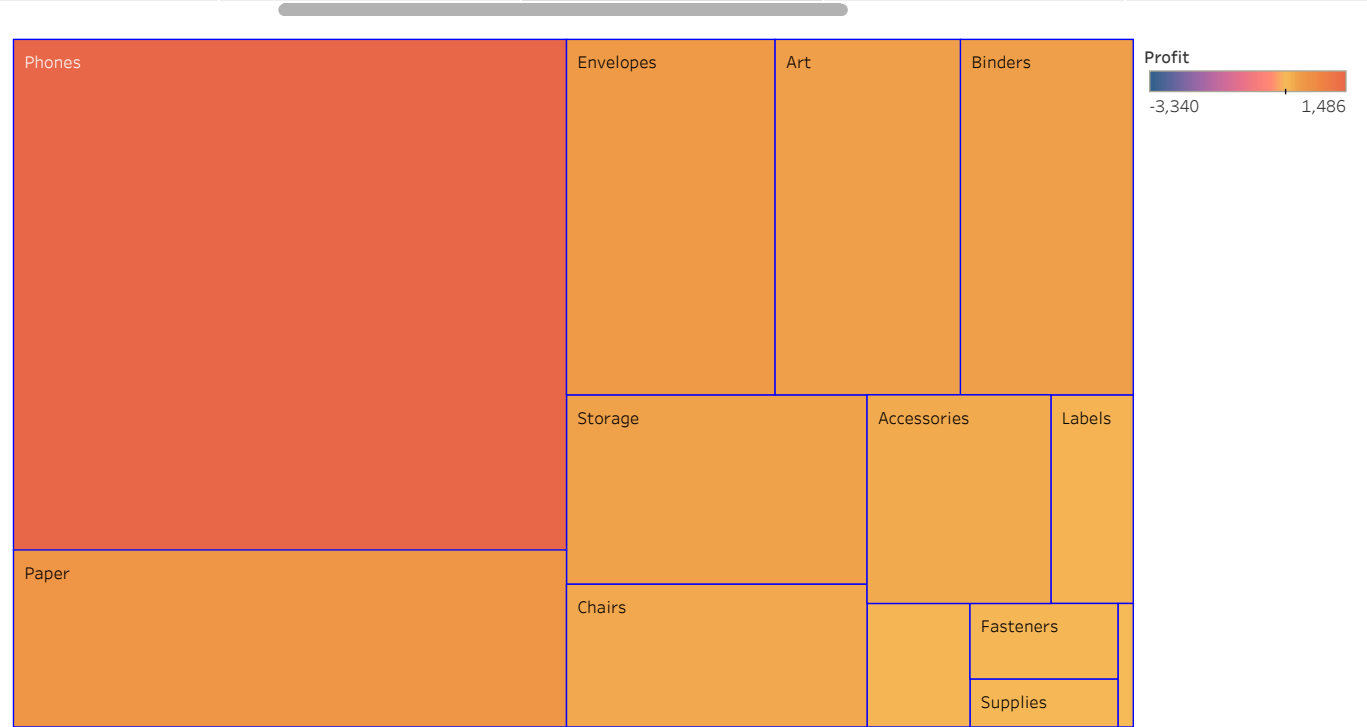 Phones
Envelopes
Art
Binders
Profit
-3,340
1,486
Storage
Accessories
Labels
Paper
Chairs
Fasteners
Supplies